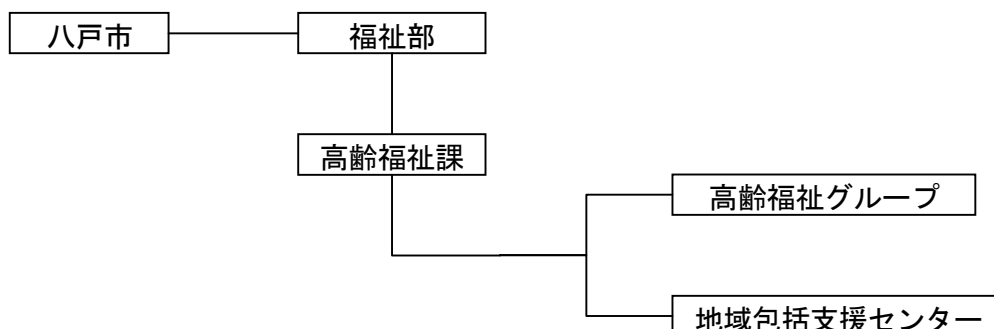 八戸市
福祉部
高齢福祉課
高齢福祉グループ
地域包括支援センター